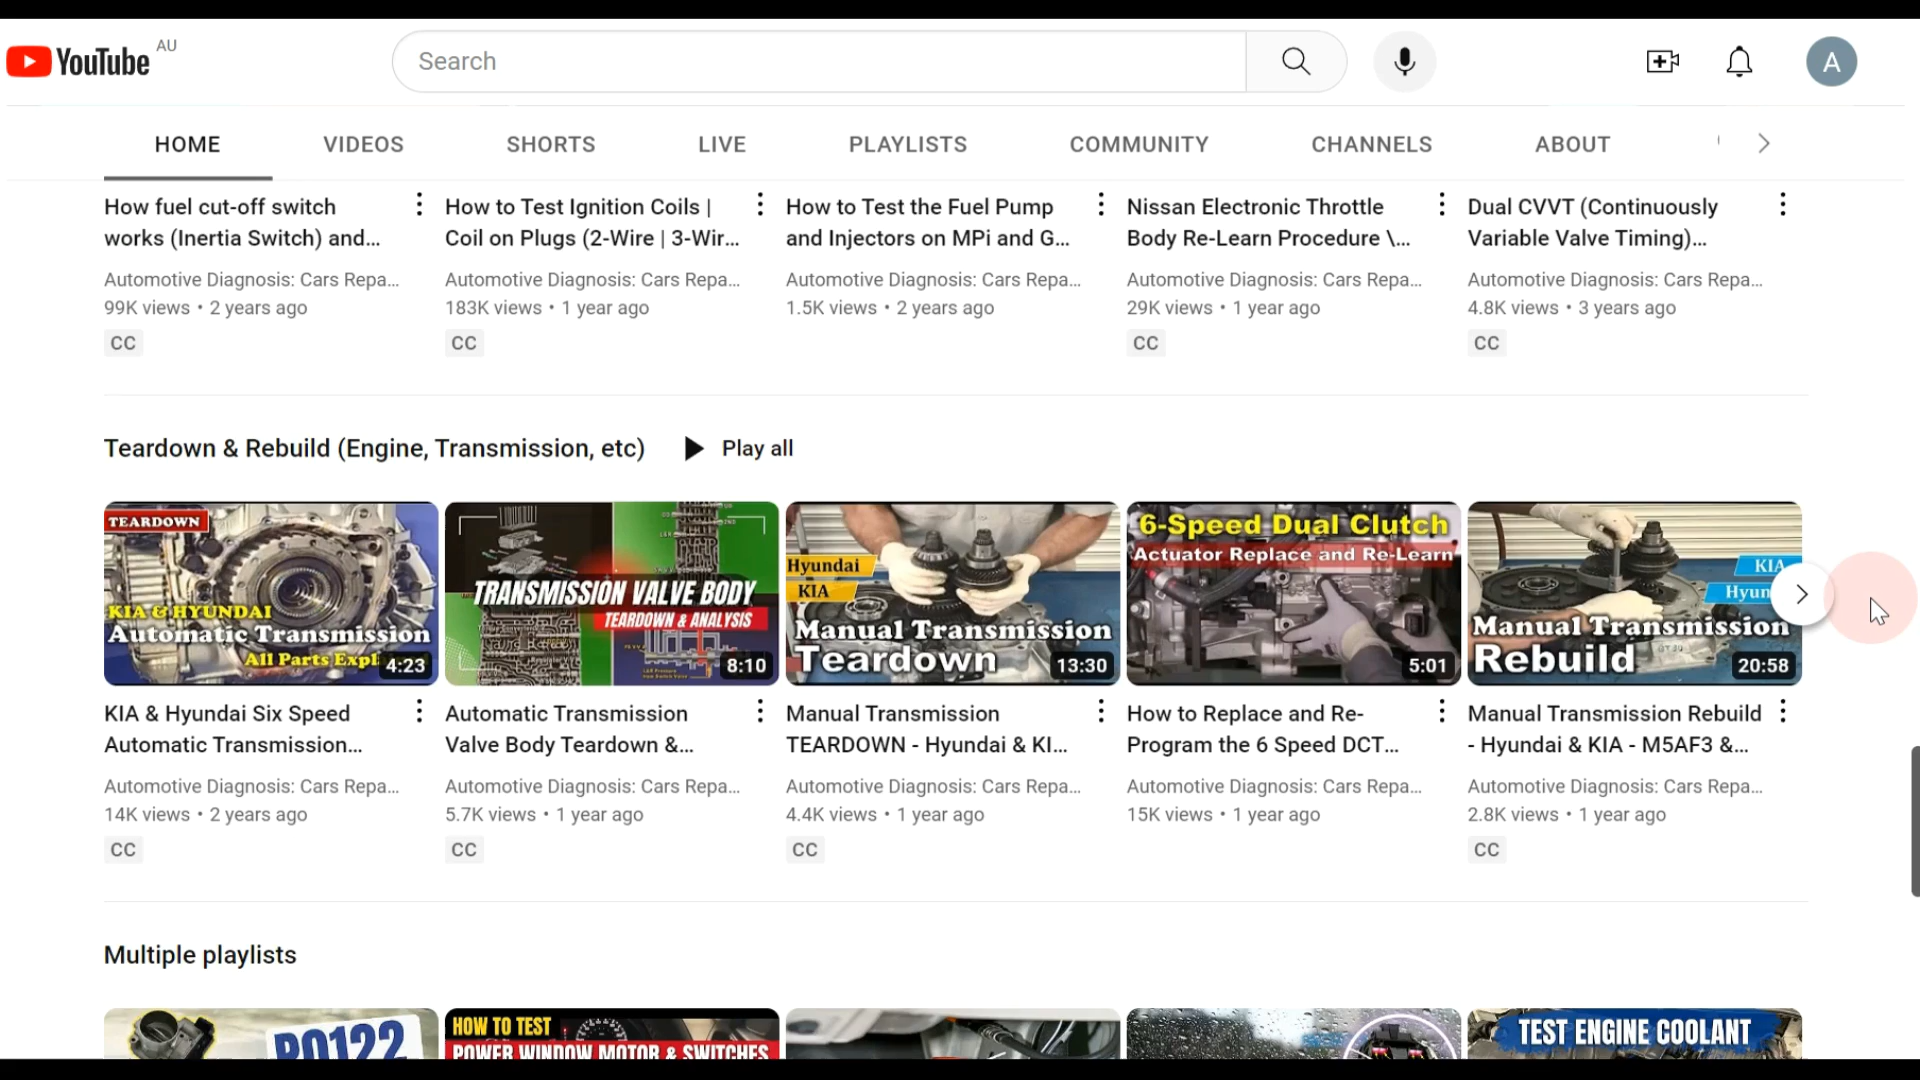 YouTube AU
Search
A
HOME VIDEOS SHORTS LIVE PLAYLISTS COMMUNITY CHANNELS ABOUT
How fuel cut-off switch
works (Inertia Switch) and...
Automotive Diagnosis: Cars Repa...
99K views • 2 years ago
CC
How to Test Ignition Coils |
Coil on Plugs (2-Wire | 3-Wir...
Automotive Diagnosis: Cars Repa...
183K views • 1 year ago
CC
How to Test the Fuel Pump
and Injectors on MPi and G...
Automotive Diagnosis: Cars Repa...
1.5K views • 2 years ago
Nissan Electronic Throttle
Body Re-Learn Procedure \...
Automotive Diagnosis: Cars Repa...
29K views • 1 year ago
CC
Dual CVVT (Continuously
Variable Valve Timing)...
Automotive Diagnosis: Cars Repa...
4.8K views • 3 years ago
CC
Teardown & Rebuild (Engine, Transmission, etc) Play all
TEARDOWN
KIA & HYUNDAI
Automatic Transmission
All Parts Expl
4:23
KIA & Hyundai Six Speed
Automatic Transmission...
Automotive Diagnosis: Cars Repa...
14K views • 2 years ago
CC
TRANSMISSION VALVE BODY
TEARDOWN & ANALYSIS
8:10
Automatic Transmission
Valve Body Teardown &...
Automotive Diagnosis: Cars Repa...
5.7K views • 1 year ago
CC
Hyundai
KIA
Manual Transmission
Teardown
13:30
Manual Transmission
TEARDOWN - Hyundai & KI...
Automotive Diagnosis: Cars Repa...
4.4K views • 1 year ago
CC
6-Speed Dual Clutch
Actuator Replace and Re-Learn
5:01
How to Replace and Re-
Program the 6 Speed DCT...
Automotive Diagnosis: Cars Repa...
15K views • 1 year ago
KIA
Hyun
Manual Transmission
Rebuild
20:58
Manual Transmission Rebuild
- Hyundai & KIA - M5AF3 &...
Automotive Diagnosis: Cars Repa...
2.8K views • 1 year ago
CC
Multiple playlists
P0122
HOW TO TEST
POWER WINDOW MOTOR & SWITCHES
TEST ENGINE COOLANT